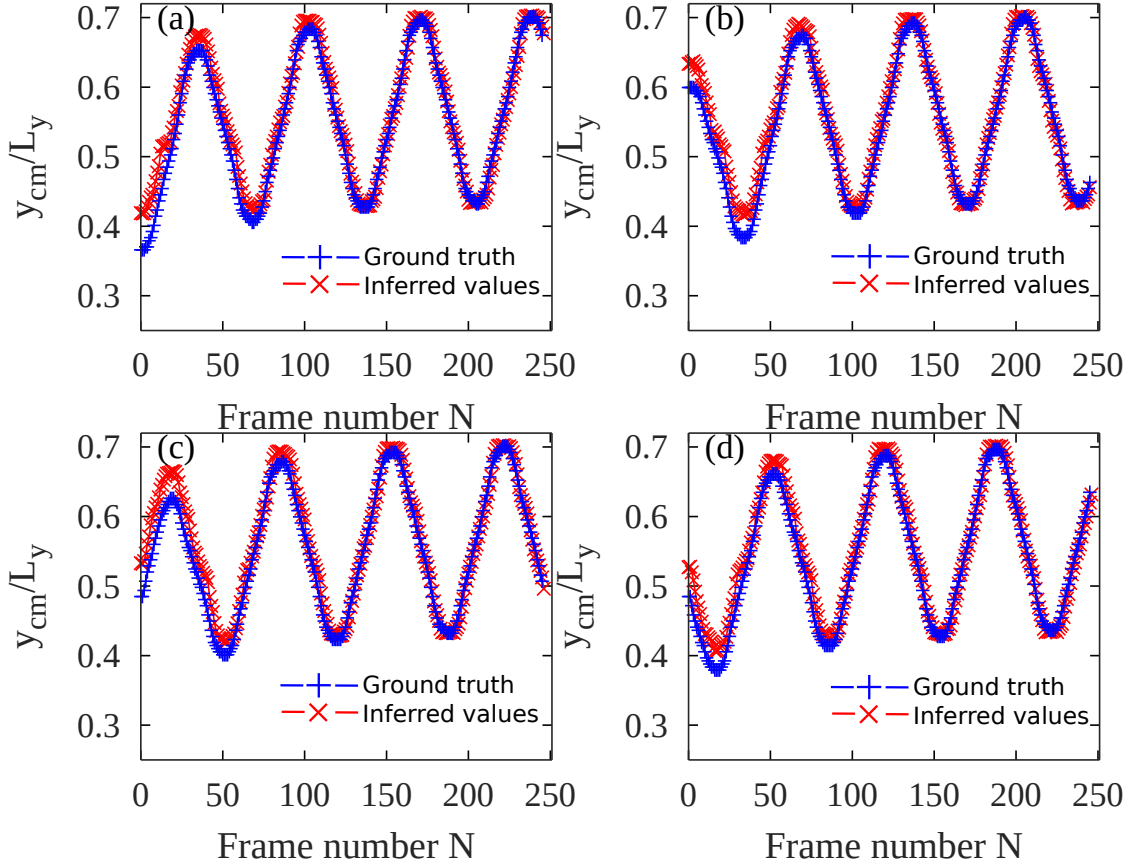 (a)
0.7
0.6
0.5
0.4
0.3
y_cm/L_y
Ground truth
Inferred values
0 50 100 150 200 250
Frame number N
(b)
0.7
0.6
0.5
0.4
0.3
y_cm/L_y
Ground truth
Inferred values
0 50 100 150 200 250
Frame number N
(c)
0.7
0.6
0.5
0.4
0.3
y_cm/L_y
Ground truth
Inferred values
0 50 100 150 200 250
Frame number N
(d)
0.7
0.6
0.5
0.4
0.3
y_cm/L_y
Ground truth
Inferred values
0 50 100 150 200 250
Frame number N